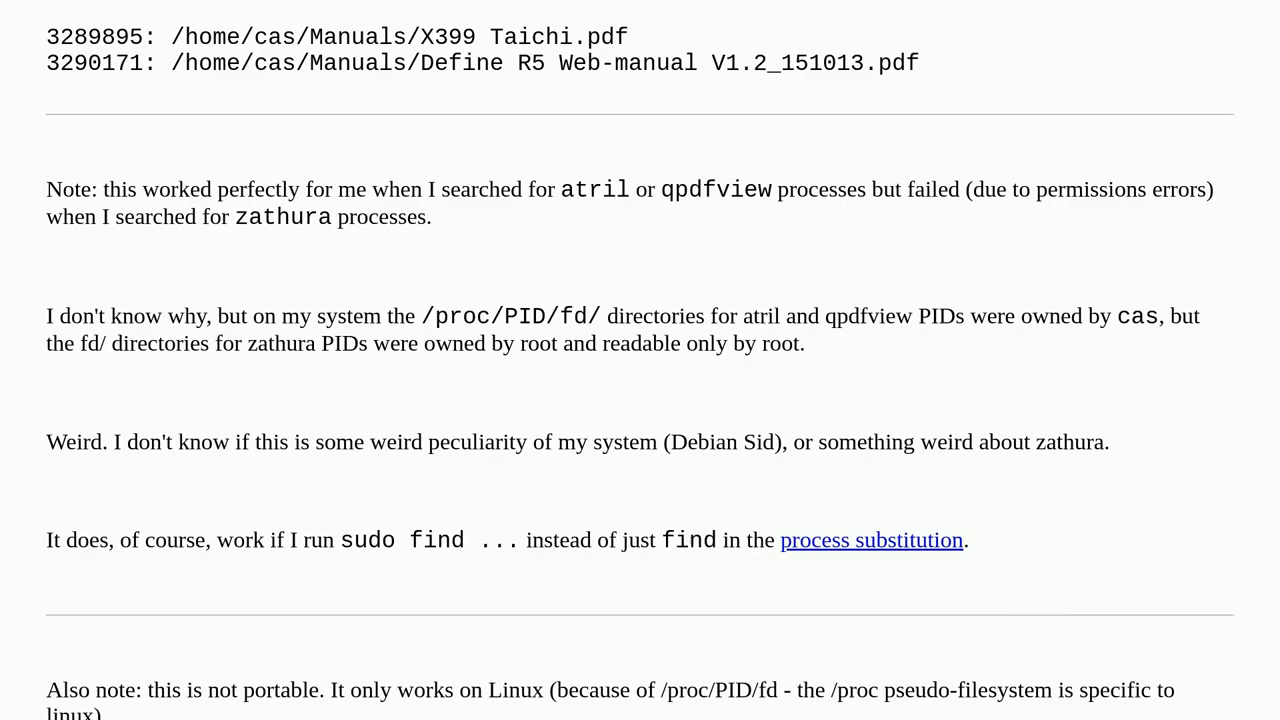 3289895: /home/cas/Manuals/X399 Taichi.pdf
3290171: /home/cas/Manuals/Define R5 Web-manual V1.2_151013.pdf
Note: this worked perfectly for me when I searched for atril or qpdfview processes but failed (due to permissions errors)
when I searched for zathura processes.
I don't know why, but on my system the /proc/PID/fd/ directories for atril and qpdfview PIDs were owned by cas, but
the fd/ directories for zathura PIDs were owned by root and readable only by root.
Weird. I don't know if this is some weird peculiarity of my system (Debian Sid), or something weird about zathura.
It does, of course, work if I run sudo find ... instead of just find in the process substitution.
Also note: this is not portable. It only works on Linux (because of /proc/PID/fd - the /proc pseudo-filesystem is specific to
linux)